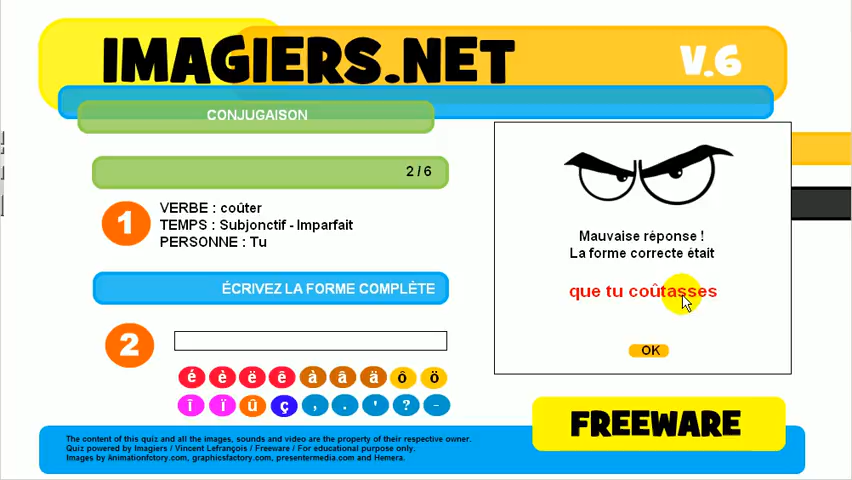 IMAGIERS.NET
V.6
CONJUGAISON
2 / 6
1
VERBE : coûter
TEMPS : Subjonctif - Imparfait
PERSONNE : Tu
ÉCRIVEZ LA FORME COMPLÈTE
2
é è ë ê à â ä ô ö
î ï û ç , . ' ? -
Mauvaise réponse !
La forme correcte était
que tu coûtasses
OK
FREEWARE
The content of this quiz and all the images, sounds and video are the property of their respective owner.
Quiz powered by Imagiers / Vincent Lefrançois / Freeware / For educational purpose only.
Images by Animationfctory.com, graphicsfactory.com, presentermedia.com and Hemera.